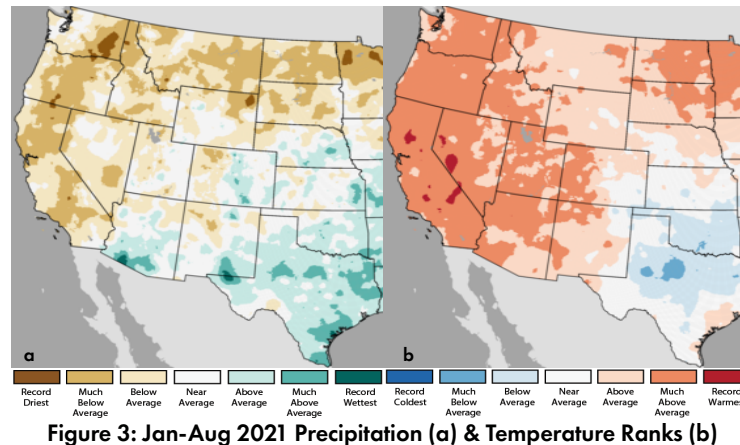 a
b
Record Driest
Much Below Average
Below Average
Near Average
Above Average
Much Above Average
Record Wettest
Record Coldest
Much Below Average
Below Average
Near Average
Above Average
Much Above Average
Record Warmes
Figure 3: Jan-Aug 2021 Precipitation (a) & Temperature Ranks (b)